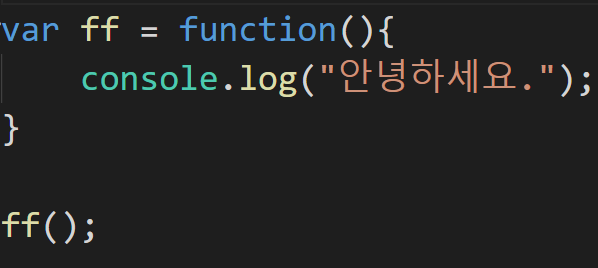 var ff = function(){
    console.log("안녕하세요.");
}
ff();